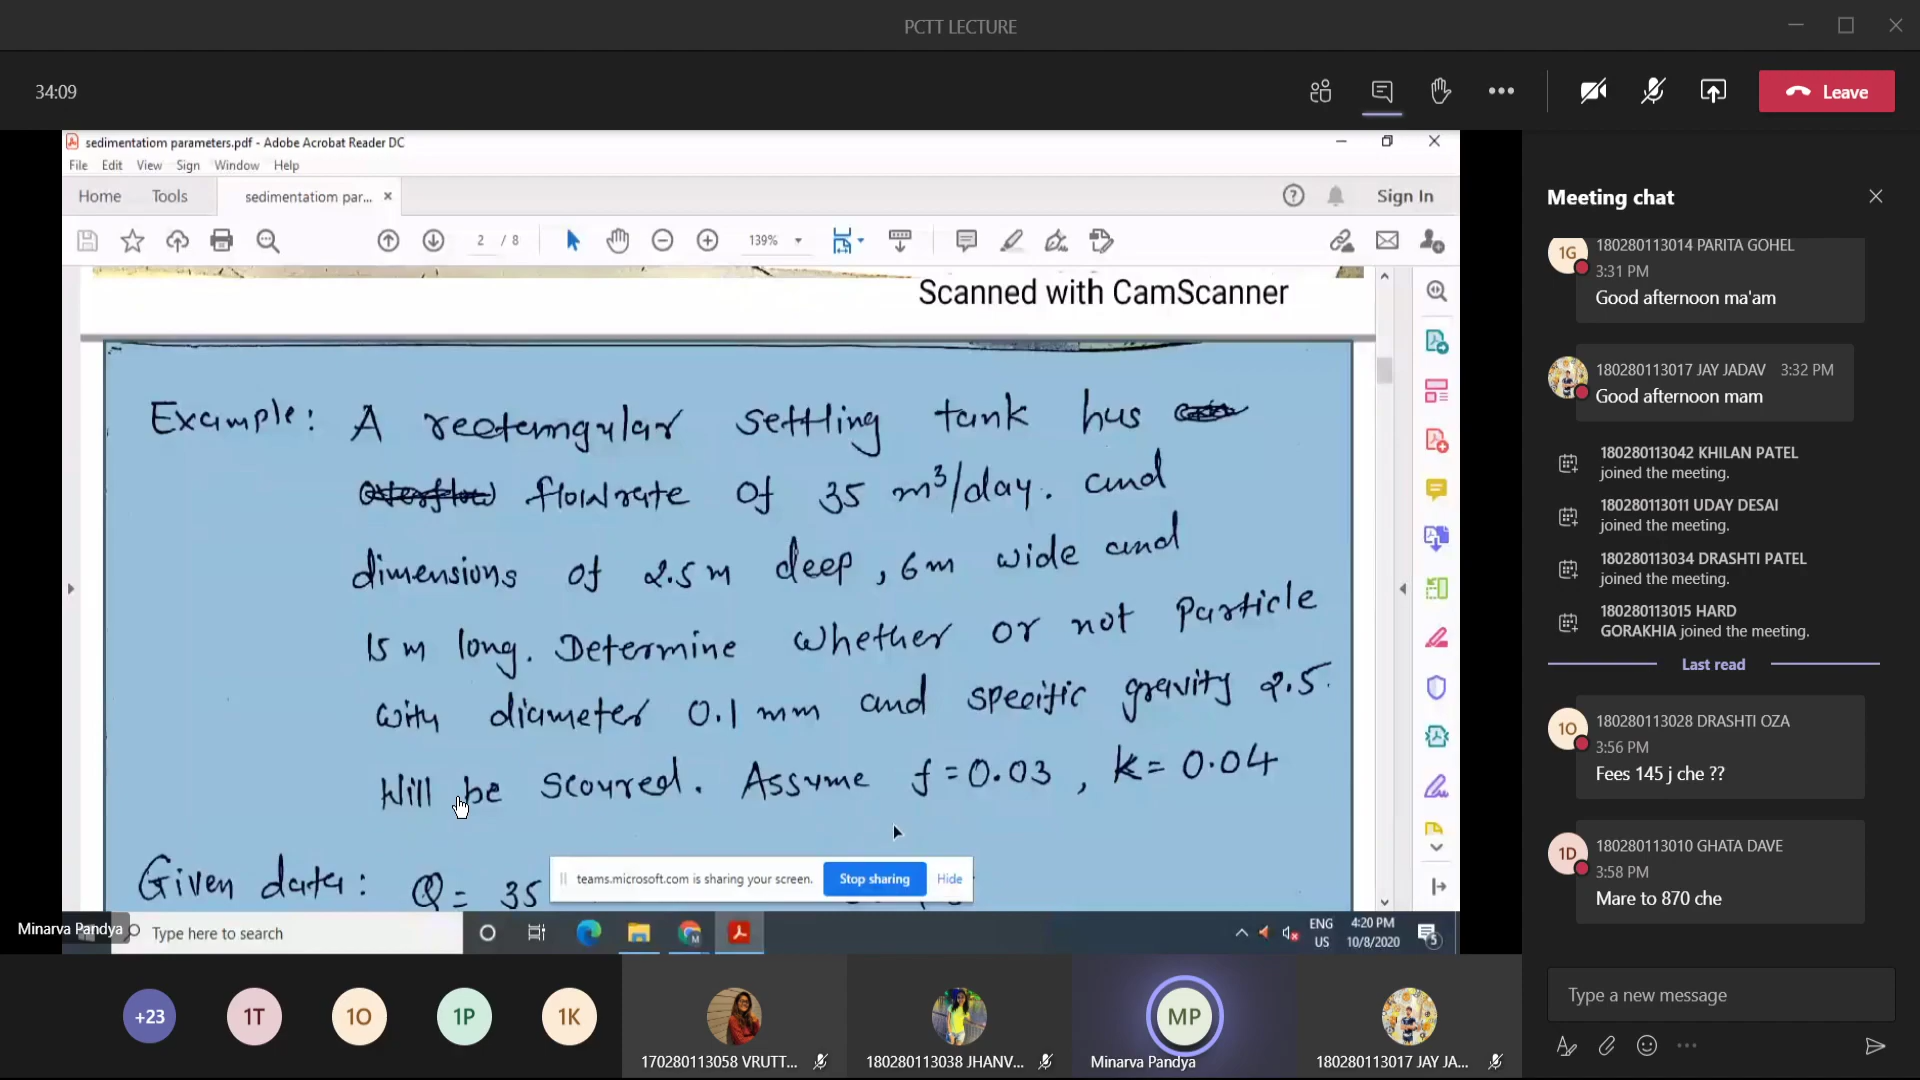 PCTT LECTURE
34:09
Leave
sedimentatiom parameters.pdf - Adobe Acrobat Reader DC
File Edit View Sign Window Help
Home Tools sedimentatiom par... Sign In
2 / 8 139%
Scanned with CamScanner
Example: A rectemgular settling tank has
flowrate of 35 m³/day. and
dimensions of 2.5 m deep, 6 m wide and
15 m long. Determine whether or not Particle
with diameter 0.1 mm and specific gravity 2.5.
Will be scoured. Assume f = 0.03, k = 0.04
Given data: Q = 35
teams.microsoft.com is sharing your screen. Stop sharing Hide
Minarva Pandya
Type here to search
ENG
US
4:20 PM
10/8/2020
5
+23 1T 1O 1P 1K MP
170280113058 VRUTT...
180280113038 JHANV...
Minarva Pandya
180280113017 JAY JA...
Meeting chat
1G
180280113014 PARITA GOHEL
3:31 PM
Good afternoon ma'am
180280113017 JAY JADAV 3:32 PM
Good afternoon mam
180280113042 KHILAN PATEL
joined the meeting.
180280113011 UDAY DESAI
joined the meeting.
180280113034 DRASHTI PATEL
joined the meeting.
180280113015 HARD
GORAKHIA joined the meeting.
Last read
1O
180280113028 DRASHTI OZA
3:56 PM
Fees 145 j che ??
1D
180280113010 GHATA DAVE
3:58 PM
Mare to 870 che
Type a new message